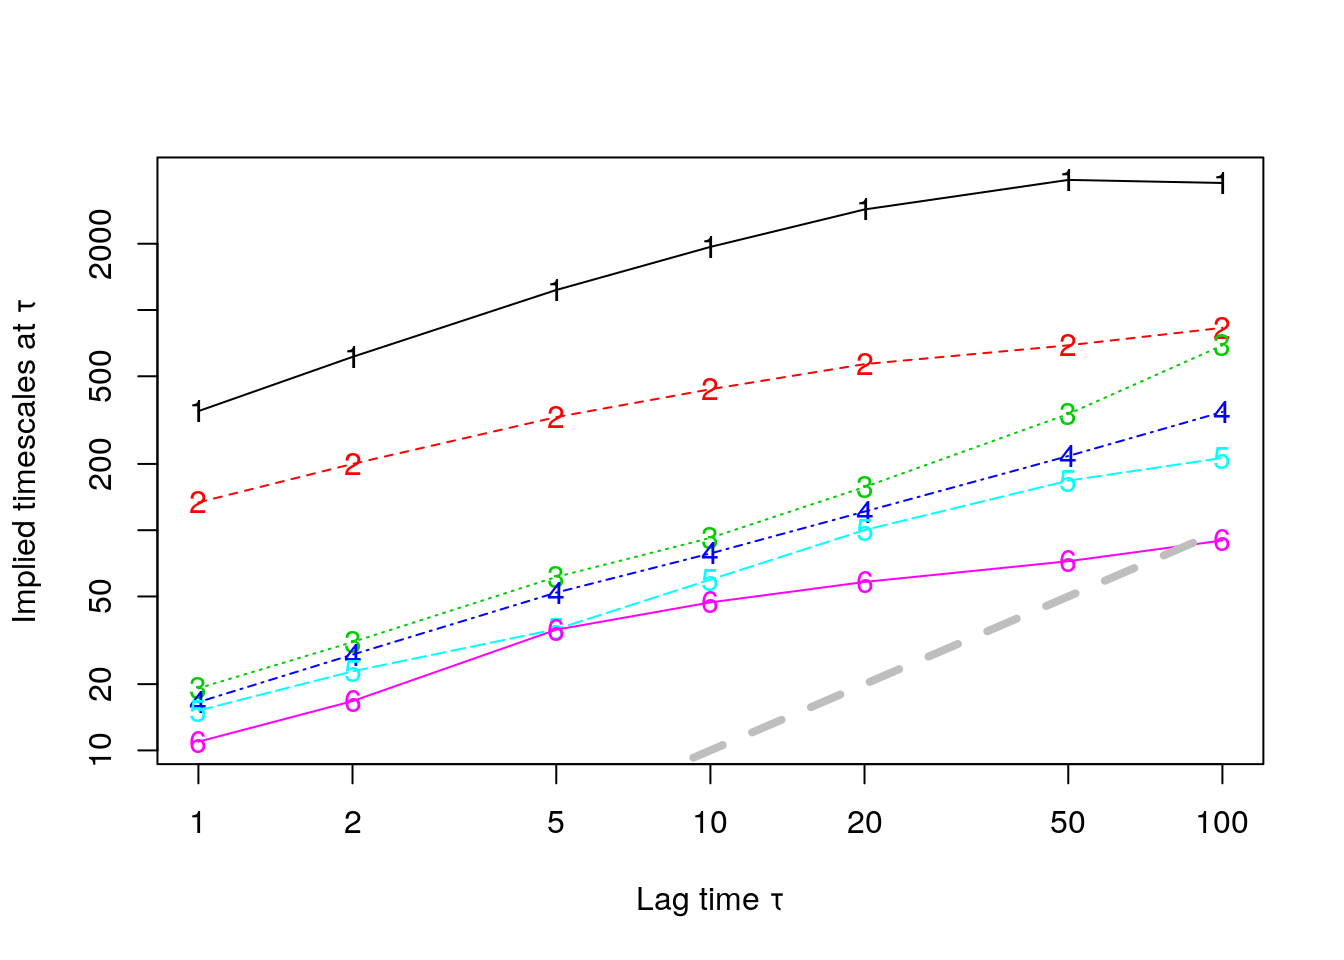 Implied timescales at τ
2000
500
200
50
20
10
1 1 1 1 1 1 1
2 2 2 2 2 2 2
3 3 3 3 3 3 3
4 4 4 4 4 4 4
5 5 5 5 5 5 5
6 6 6 6 6 6 6
1 2 5 10 20 50 100
Lag time τ